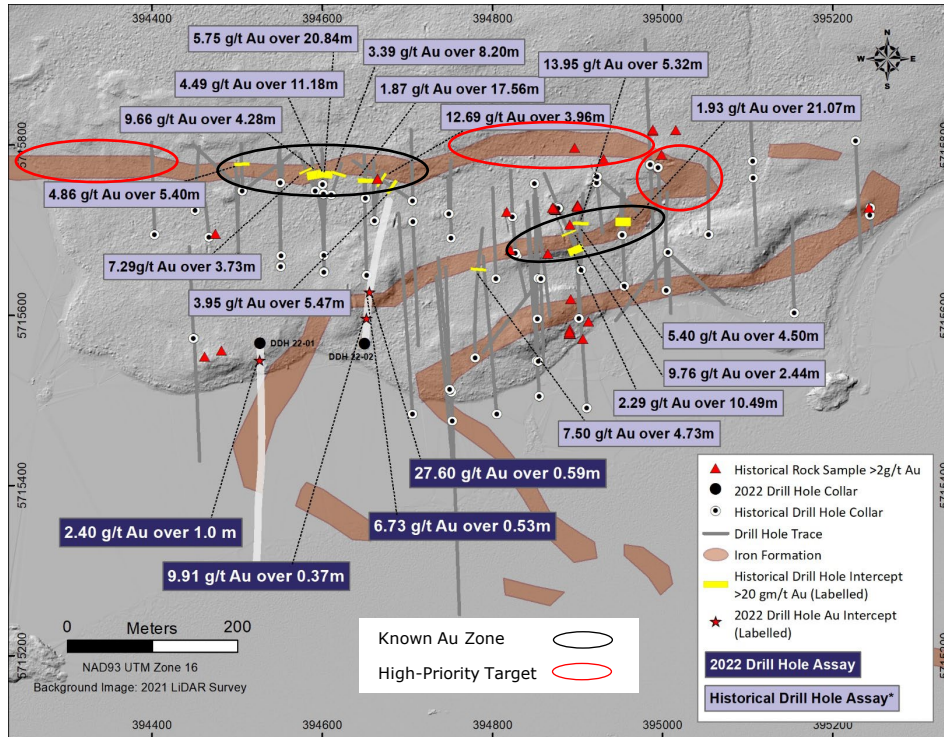 394400 394600 394800 395000 395200
5.75 g/t Au over 20.84m
3.39 g/t Au over 8.20m
13.95 g/t Au over 5.32m
4.49 g/t Au over 11.18m
1.87 g/t Au over 17.56m
1.93 g/t Au over 21.07m
9.66 g/t Au over 4.28m
12.69 g/t Au over 3.96m
N
W E
S
5715800 5715800
4.86 g/t Au over 5.40m
7.29g/t Au over 3.73m
3.95 g/t Au over 5.47m
5715600
5.40 g/t Au over 4.50m
DDH 22-01
DDH 22-02
9.76 g/t Au over 2.44m
2.29 g/t Au over 10.49m
7.50 g/t Au over 4.73m
27.60 g/t Au over 0.59m
5715400 5715400
2.40 g/t Au over 1.0 m
6.73 g/t Au over 0.53m
9.91 g/t Au over 0.37m
Historical Rock Sample >2g/t Au
2022 Drill Hole Collar
Historical Drill Hole Collar
Drill Hole Trace
Iron Formation
Historical Drill Hole Intercept
>20 gm/t Au (Labelled)
2022 Drill Hole Au Intercept
(Labelled)
2022 Drill Hole Assay
Historical Drill Hole Assay*
0 Meters 200
NAD93 UTM Zone 16
Background Image: 2021 LiDAR Survey
Known Au Zone
High-Priority Target
5715200
394400 394600 394800 395000 395200